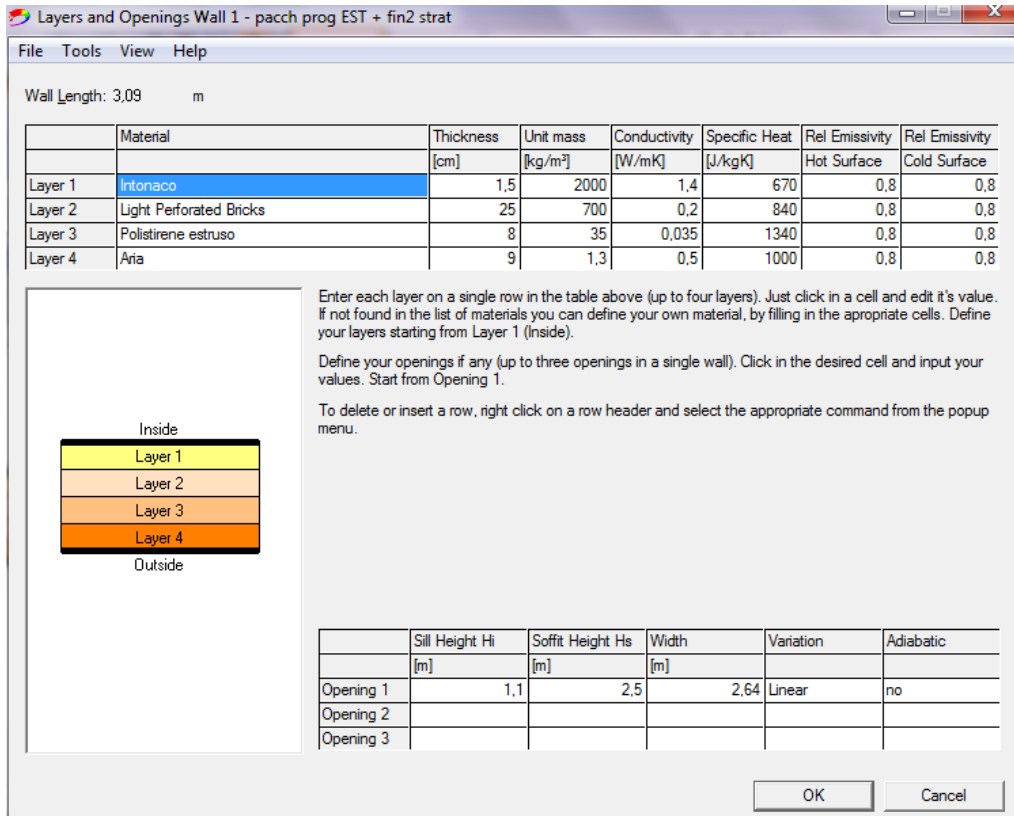 Layers and Openings Wall 1 - pacch prog EST + fin2 strat
File Tools View Help
Wall Length: 3,09 m
Material Thickness Unit mass Conductivity Specific Heat Rel Emissivity Rel Emissivity
[cm] [kg/m³] [W/mK] [J/kgK] Hot Surface Cold Surface
Layer 1 Intonaco 1,5 2000 1,4 670 0,8 0,8
Layer 2 Light Perforated Bricks 25 700 0,2 840 0,8 0,8
Layer 3 Polistirene estruso 8 35 0,035 1340 0,8 0,8
Layer 4 Aria 9 1,3 0,5 1000 0,8 0,8
Enter each layer on a single row in the table above (up to four layers). Just click in a cell and edit it's value.
If not found in the list of materials you can define your own material, by filling in the apropriate cells. Define
your layers starting from Layer 1 (Inside).
Define your openings if any (up to three openings in a single wall). Click in the desired cell and input your
values. Start from Opening 1.
To delete or insert a row, right click on a row header and select the appropriate command from the popup
menu.
Inside
Layer 1
Layer 2
Layer 3
Layer 4
Outside
Sill Height Hi Soffit Height Hs Width Variation Adiabatic
[m] [m] [m]
Opening 1 1,1 2,5 2,64 Linear no
Opening 2
Opening 3
OK Cancel